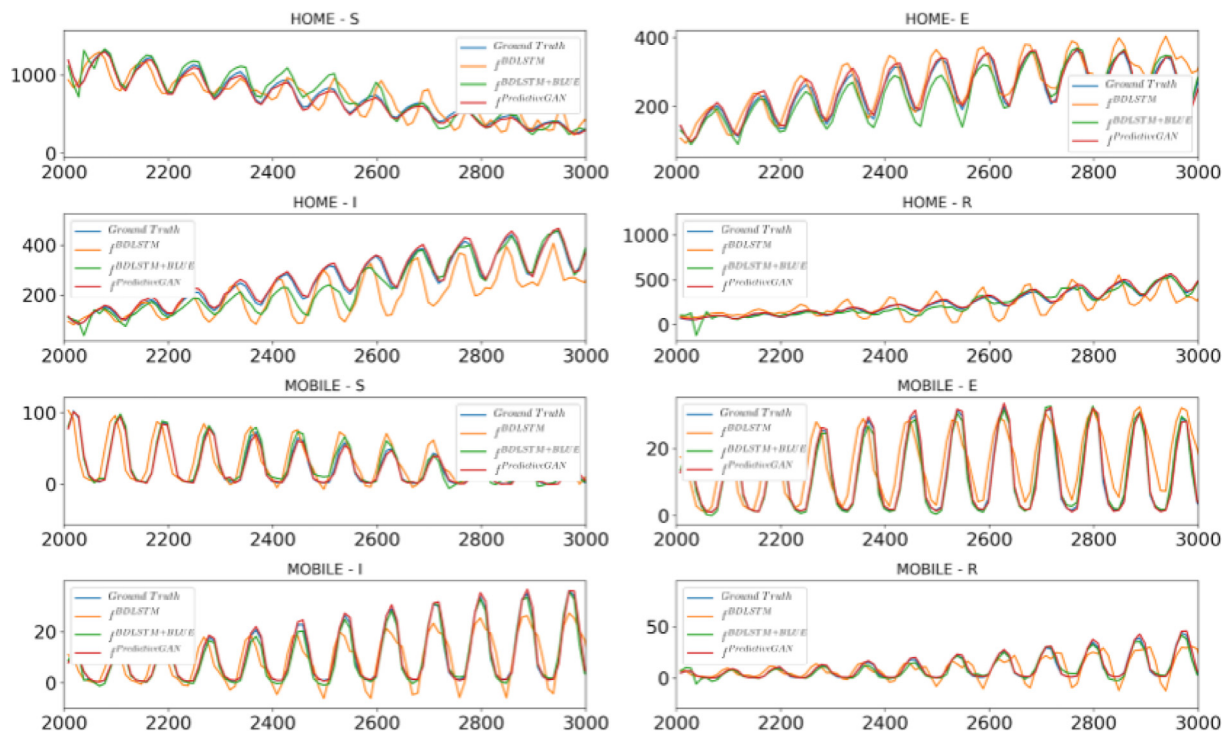 HOME - S
1000
0
2000 2200 2400 2600 2800 3000
Ground Truth
f^BDLSTM
f^BDLSTM+BLUE
f^PredictiveGAN
HOME- E
400
200
2000 2200 2400 2600 2800 3000
Ground Truth
f^BDLSTM
f^BDLSTM+BLUE
f^PredictiveGAN
HOME - I
400
200
2000 2200 2400 2600 2800 3000
Ground Truth
f^BDLSTM
f^BDLSTM+BLUE
f^PredictiveGAN
HOME - R
1000
500
0
2000 2200 2400 2600 2800 3000
Ground Truth
f^BDLSTM
f^BDLSTM+BLUE
f^PredictiveGAN
MOBILE - S
100
50
0
2000 2200 2400 2600 2800 3000
Ground Truth
f^BDLSTM
f^BDLSTM+BLUE
f^PredictiveGAN
MOBILE - E
20
0
2000 2200 2400 2600 2800 3000
Ground Truth
f^BDLSTM
f^BDLSTM+BLUE
f^PredictiveGAN
MOBILE - I
20
0
2000 2200 2400 2600 2800 3000
Ground Truth
f^BDLSTM
f^BDLSTM+BLUE
f^PredictiveGAN
MOBILE - R
50
0
2000 2200 2400 2600 2800 3000
Ground Truth
f^BDLSTM
f^BDLSTM+BLUE
f^PredictiveGAN